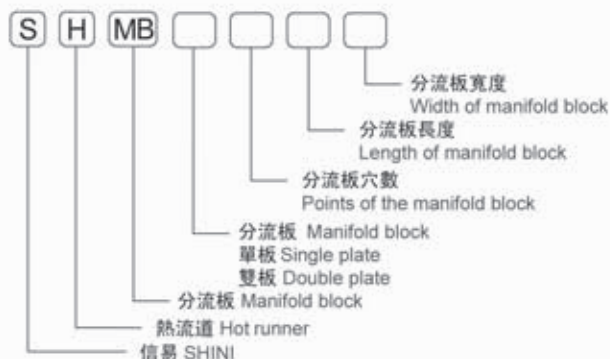 S H MB
分流板寬度
Width of manifold block
分流板長度
Length of manifold block
分流板穴數
Points of the manifold block
分流板 Manifold block
單板 Single plate
雙板 Double plate
分流板 Manifold block
熱流道 Hot runner
信易 SHINI